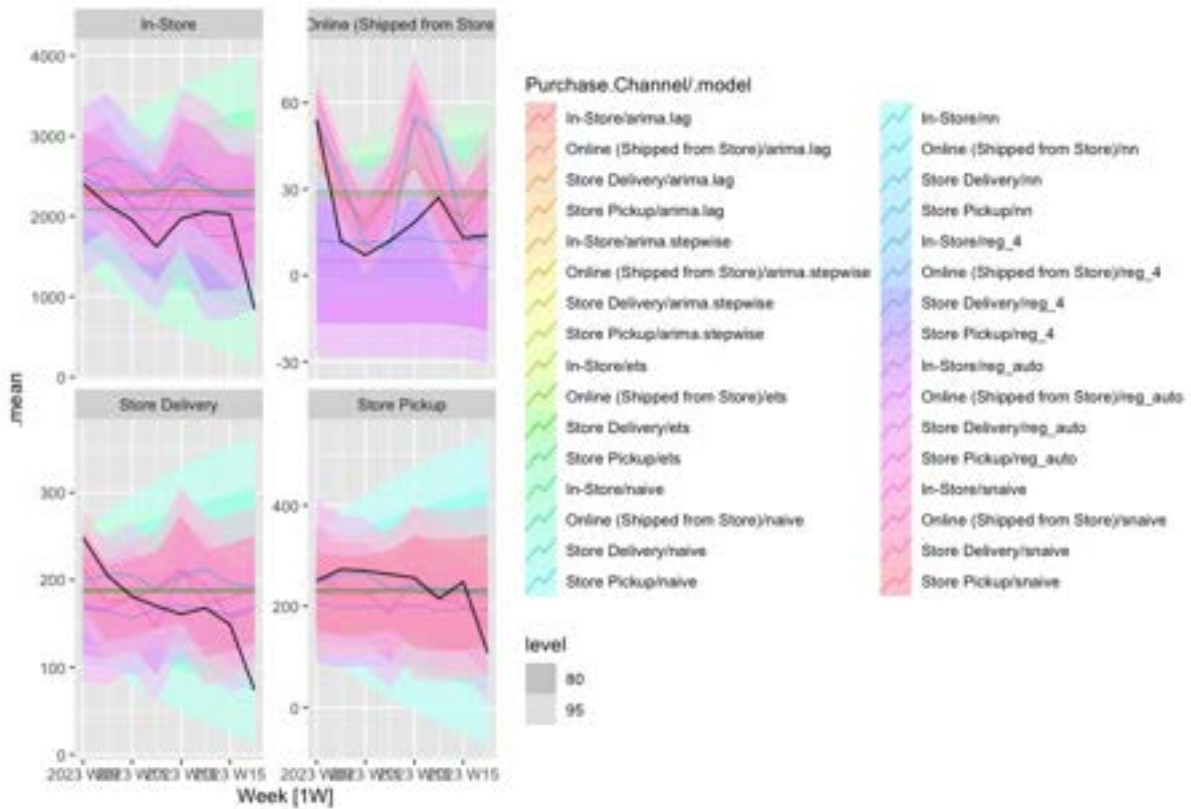 In-Store
Online (Shipped from Store
4000
3000
2000
1000
0
60
30
0
-30
.mean
Store Delivery
Store Pickup
300
200
100
0
400
200
0
2023 W
W15
2023 W
W15
Week [1W]
Purchase.Channel/.model
In-Store/arima.lag
Online (Shipped from Store)/arima.lag
Store Delivery/arima.lag
Store Pickup/arima.lag
In-Store/arima.stepwise
Online (Shipped from Store)/arima.stepwise
Store Delivery/arima.stepwise
Store Pickup/arima.stepwise
In-Store/ets
Online (Shipped from Store)/ets
Store Delivery/ets
Store Pickup/ets
In-Store/naive
Online (Shipped from Store)/naive
Store Delivery/naive
Store Pickup/naive
In-Store/nn
Online (Shipped from Store)/nn
Store Delivery/nn
Store Pickup/nn
In-Store/reg_4
Online (Shipped from Store)/reg_4
Store Delivery/reg_4
Store Pickup/reg_4
In-Store/reg_auto
Online (Shipped from Store)/reg_auto
Store Delivery/reg_auto
Store Pickup/reg_auto
In-Store/snaive
Online (Shipped from Store)/snaive
Store Delivery/snaive
Store Pickup/snaive
level
80
95